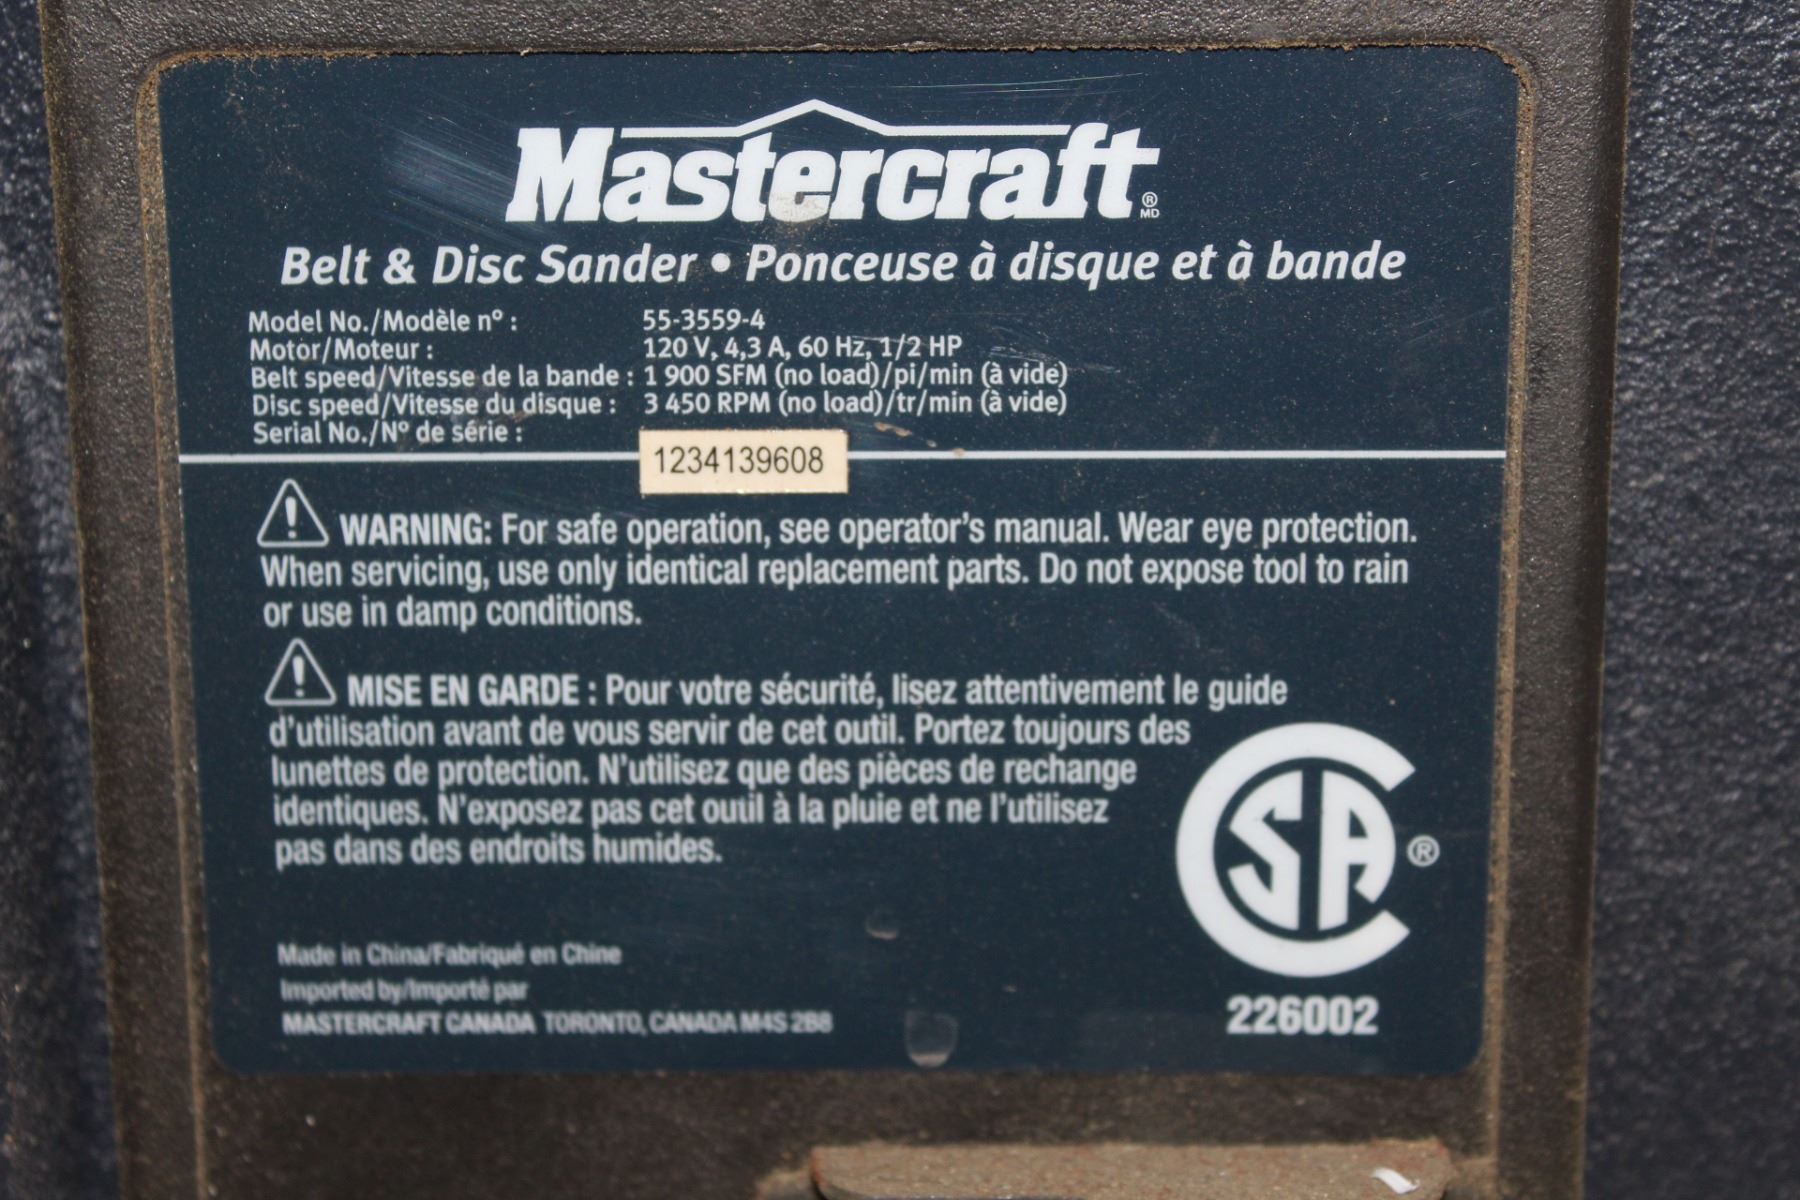 Mastercraft®
MD
Belt & Disc Sander • Ponceuse à disque et à bande
Model No./Modèle nº : 55-3559-4
Motor/Moteur : 120 V, 4,3 A, 60 Hz, 1/2 HP
Belt speed/Vitesse de la bande : 1 900 SFM (no load)/pi/min (à vide)
Disc speed/Vitesse du disque : 3 450 RPM (no load)/tr/min (à vide)
Serial No./Nº de série :
1234139608
WARNING: For safe operation, see operator's manual. Wear eye protection.
When servicing, use only identical replacement parts. Do not expose tool to rain
or use in damp conditions.
MISE EN GARDE : Pour votre sécurité, lisez attentivement le guide
d'utilisation avant de vous servir de cet outil. Portez toujours des
lunettes de protection. N'utilisez que des pièces de rechange
identiques. N'exposez pas cet outil à la pluie et ne l'utilisez
pas dans des endroits humides.
CSA®
226002
Made in China/Fabriqué en Chine
Imported by/Importé par
MASTERCRAFT CANADA TORONTO, CANADA M4S 2B8